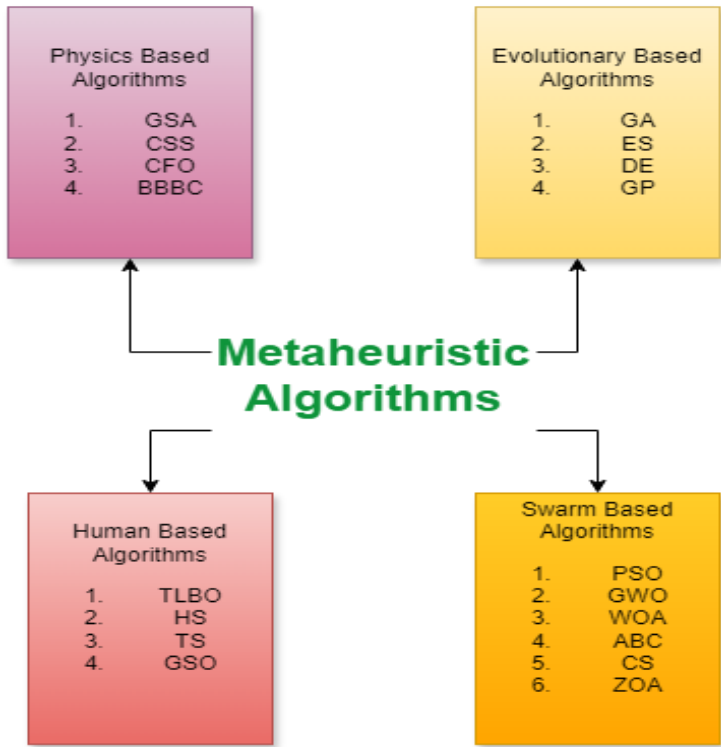 Physics Based
Algorithms
1. GSA
2. CSS
3. CFO
4. BBBC
Evolutionary Based
Algorithms
1. GA
2. ES
3. DE
4. GP
Metaheuristic
Algorithms
Human Based
Algorithms
1. TLBO
2. HS
3. TS
4. GSO
Swarm Based
Algorithms
1. PSO
2. GWO
3. WOA
4. ABC
5. CS
6. ZOA